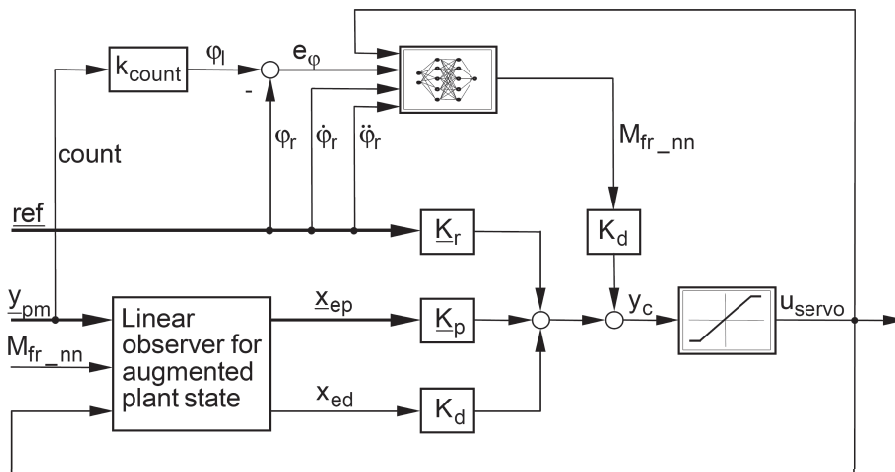 k_count
φ_l
e_φ
-
φ_r
φ̇_r
φ̈_r
M_fr_nn
count
ref
K_r
K_d
y_pm
Linear
observer for
augmented
plant state
x_ep
K_p
y_c
u_servo
M_fr_nn
x_ed
K_d